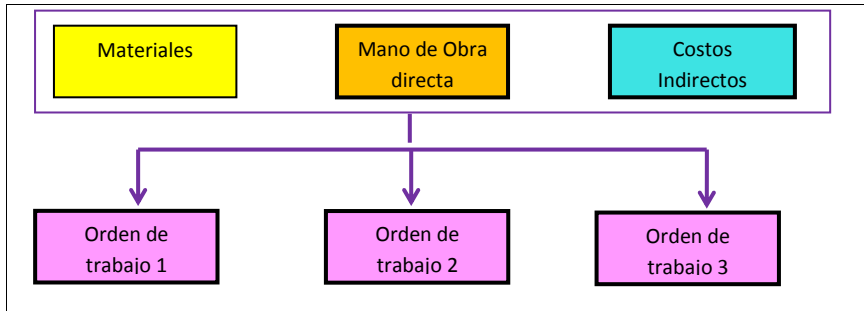 Materiales
Mano de Obra
directa
Costos
Indirectos
Orden de
trabajo 1
Orden de
trabajo 2
Orden de
trabajo 3